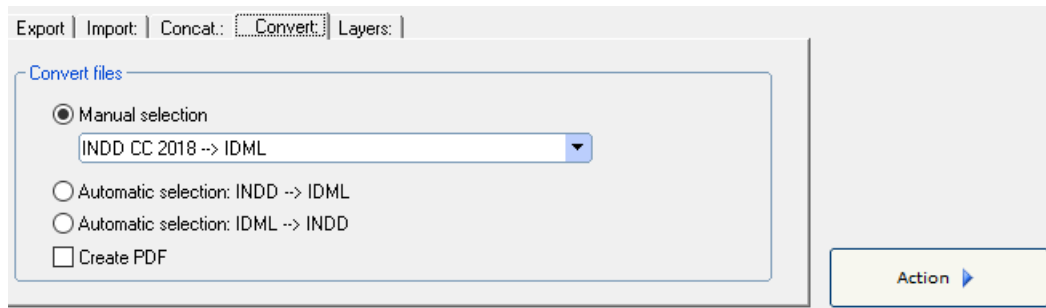 Export Import: Concat.: Convert: Layers:
Convert files
Manual selection
INDD CC 2018 --> IDML
Automatic selection: INDD --> IDML
Automatic selection: IDML --> INDD
Create PDF
Action